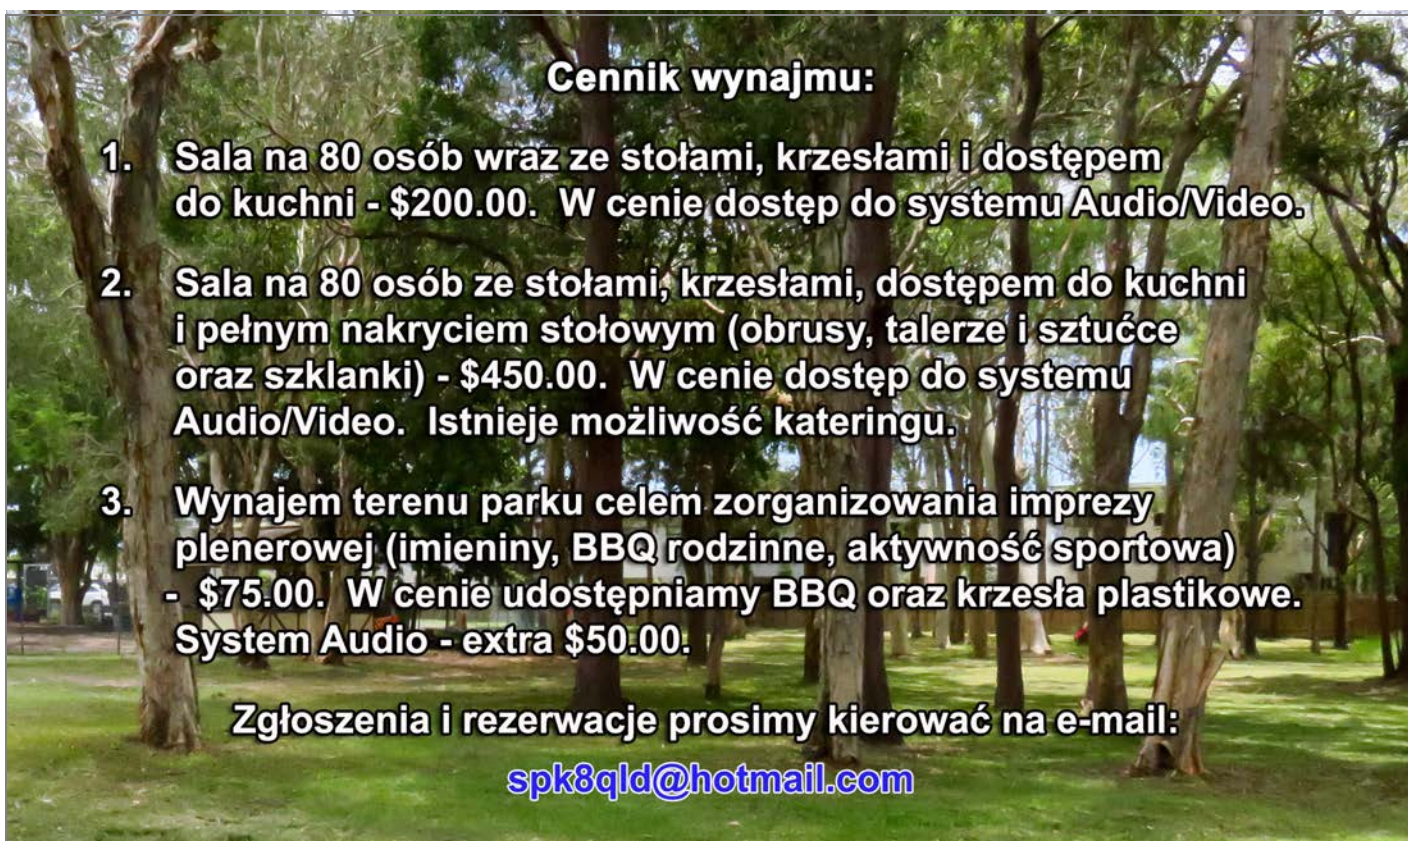 Cennik wynajmu:
1. Sala na 80 osób wraz ze stołami, krzesłami i dostępem
do kuchni - $200.00. W cenie dostęp do systemu Audio/Video.
2. Sala na 80 osób ze stołami, krzesłami, dostępem do kuchni
i pełnym nakryciem stołowym (obrusy, talerze i sztućce
oraz szklanki) - $450.00. W cenie dostęp do systemu
Audio/Video. Istnieje możliwość kateringu.
3. Wynajem terenu parku celem zorganizowania imprezy
plenerowej (imieniny, BBQ rodzinne, aktywność sportowa)
- $75.00. W cenie udostępniamy BBQ oraz krzesła plastikowe.
System Audio - extra $50.00.
Zgłoszenia i rezerwacje prosimy kierować na e-mail:
spk8qld@hotmail.com